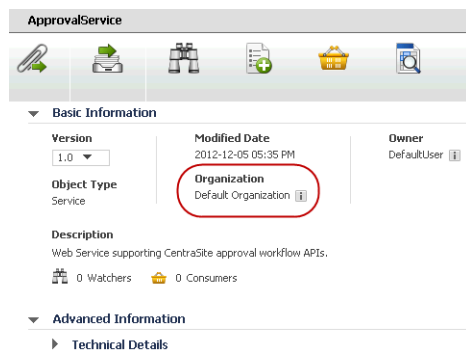 ApprovalService
Basic Information
Version
1.0
Modified Date
2012-12-05 05:35 PM
Owner
DefaultUser
Object Type
Service
Organization
Default Organization
Description
Web Service supporting CentraSite approval workflow APIs.
0 Watchers
0 Consumers
Advanced Information
Technical Details